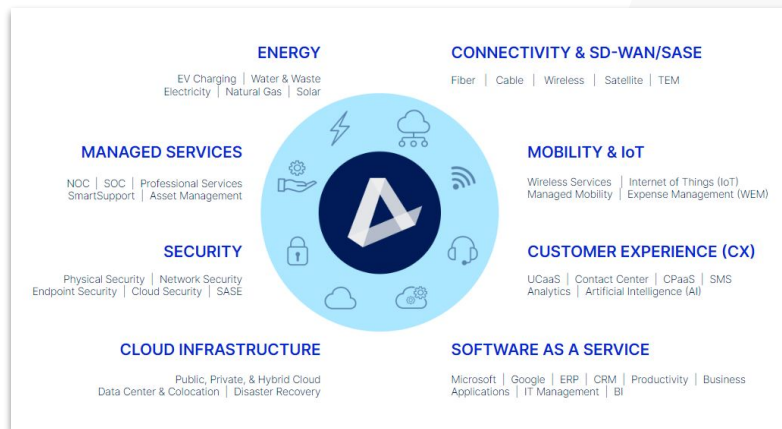 ENERGY
EV Charging | Water & Waste
Electricity | Natural Gas | Solar
CONNECTIVITY & SD-WAN/SASE
Fiber | Cable | Wireless | Satellite | TEM
MANAGED SERVICES
NOC | SOC | Professional Services
SmartSupport | Asset Management
MOBILITY & IoT
Wireless Services | Internet of Things (IoT)
Managed Mobility | Expense Management (WEM)
SECURITY
Physical Security | Network Security
Endpoint Security | Cloud Security | SASE
CUSTOMER EXPERIENCE (CX)
UCaaS | Contact Center | CPaaS | SMS
Analytics | Artificial Intelligence (AI)
CLOUD INFRASTRUCTURE
Public, Private, & Hybrid Cloud
Data Center & Colocation | Disaster Recovery
SOFTWARE AS A SERVICE
Microsoft | Google | ERP | CRM | Productivity | Business
Applications | IT Management | BI